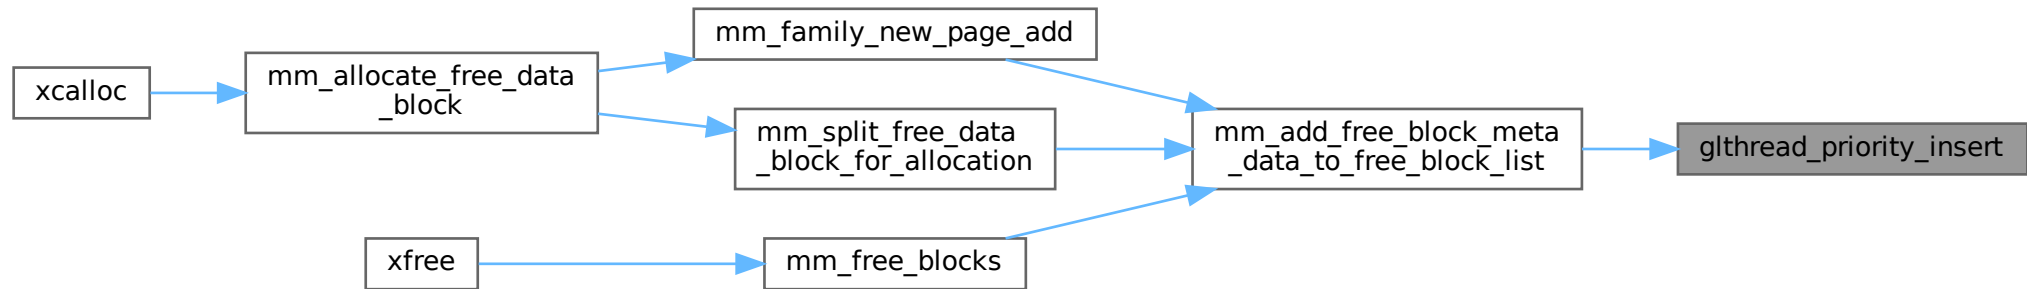 mm_family_new_page_add
xcalloc
mm_allocate_free_data
_block
mm_split_free_data
_block_for_allocation
mm_add_free_block_meta
_data_to_free_block_list
glthread_priority_insert
xfree
mm_free_blocks